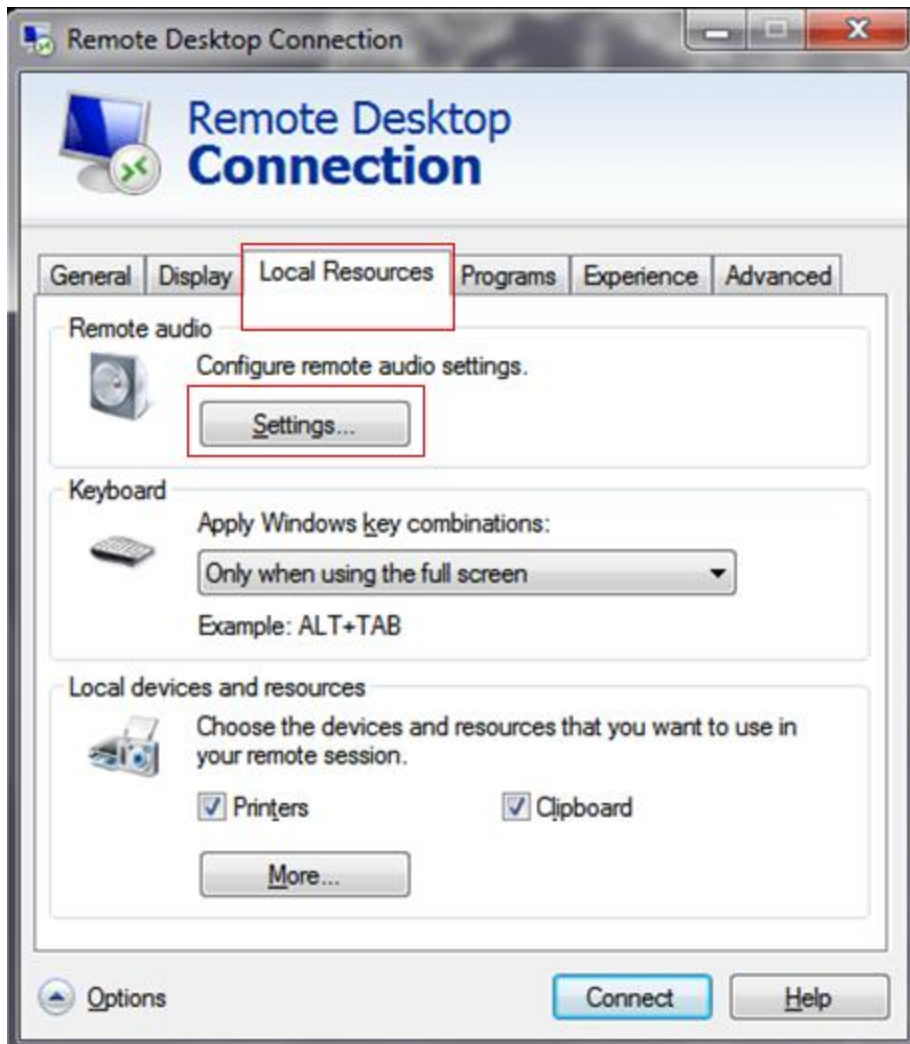 Remote Desktop Connection
Remote Desktop
Connection
General Display Local Resources Programs Experience Advanced
Remote audio
Configure remote audio settings.
Settings...
Keyboard
Apply Windows key combinations:
Only when using the full screen
Example: ALT+TAB
Local devices and resources
Choose the devices and resources that you want to use in
your remote session.
Printers Clipboard
More...
Options Connect Help